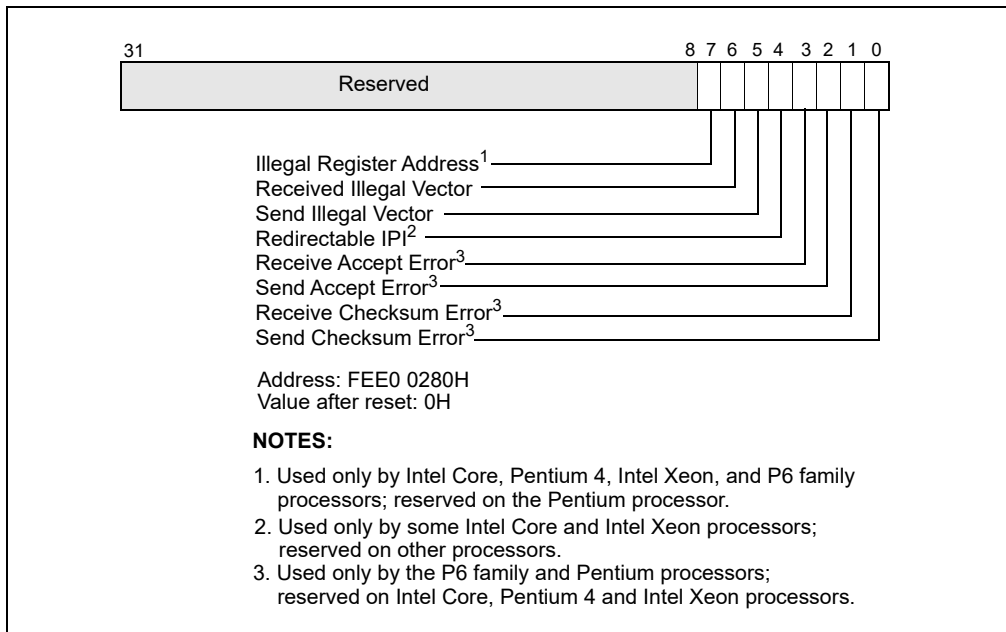 31 8 7 6 5 4 3 2 1 0
Reserved
Illegal Register Address1
Received Illegal Vector
Send Illegal Vector
Redirectable IPI2
Receive Accept Error3
Send Accept Error3
Receive Checksum Error3
Send Checksum Error3
Address: FEE0 0280H
Value after reset: 0H
NOTES:
1. Used only by Intel Core, Pentium 4, Intel Xeon, and P6 family
processors; reserved on the Pentium processor.
2. Used only by some Intel Core and Intel Xeon processors;
reserved on other processors.
3. Used only by the P6 family and Pentium processors;
reserved on Intel Core, Pentium 4 and Intel Xeon processors.